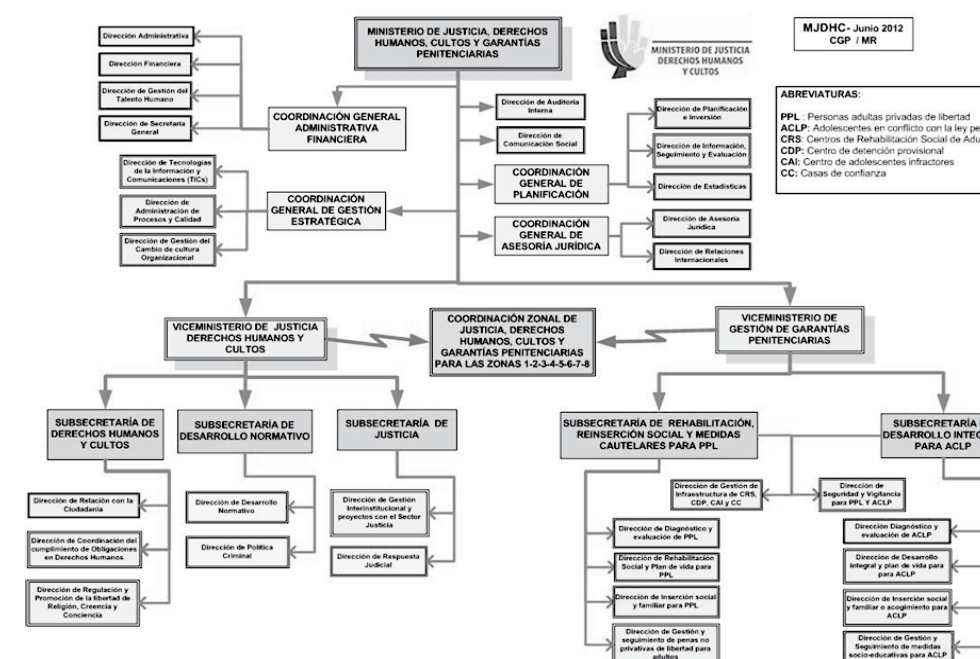 MINISTERIO DE JUSTICIA, DERECHOS
HUMANOS, CULTOS Y GARANTÍAS
PENITENCIARIAS
MINISTERIO DE JUSTICIA
DERECHOS HUMANOS
Y CULTOS
MJDHC- Junio 2012
CGP / MR
ABREVIATURAS:
PPL : Personas adultas privadas de libertad
ACLP: Adolescentes en conflicto con la ley pe
CRS: Centros de Rehabilitación Social de Adu
CDP: Centro de detención provisional
CAI: Centro de adolescentes infractores
CC: Casas de confianza
Dirección Administrativa
Dirección Financiera
Dirección de Gestión del
Talento Humano
Dirección de Secretaria
General
COORDINACIÓN GENERAL
ADMINISTRATIVA
FINANCIERA
Dirección de Tecnologías
de la Información y
Comunicaciones (TICs)
Dirección de
Administración de
Procesos y Calidad
Dirección de Gestión del
Cambio de cultura
Organizacional
COORDINACIÓN
GENERAL DE GESTIÓN
ESTRATÉGICA
Dirección de Auditoria
Interna
Dirección de
Comunicación Social
COORDINACIÓN
GENERAL DE
PLANIFICACIÓN
Dirección de Planificación
e Inversión
Dirección de Información,
Seguimiento y Evaluación
Dirección de Estadísticas
COORDINACIÓN
GENERAL DE
ASESORÍA JURÍDICA
Dirección de Asesoría
Jurídica
Dirección de Relaciones
Internacionales
VICEMINISTERIO DE JUSTICIA
DERECHOS HUMANOS Y
CULTOS
COORDINACIÓN ZONAL DE
JUSTICIA, DERECHOS
HUMANOS, CULTOS Y
GARANTÍAS PENITENCIARIAS
PARA LAS ZONAS 1-2-3-4-5-6-7-8
VICEMINISTERIO DE
GESTIÓN DE GARANTÍAS
PENITENCIARIAS
SUBSECRETARÍA DE
DERECHOS HUMANOS
Y CULTOS
SUBSECRETARÍA DE
DESARROLLO NORMATIVO
SUBSECRETARÍA DE
JUSTICIA
SUBSECRETARÍA DE REHABILITACIÓN,
REINSERCIÓN SOCIAL Y MEDIDAS
CAUTELARES PARA PPL
SUBSECRETARÍA
DESARROLLO INTEG
PARA ACLP
Dirección de Relación con la
Ciudadania
Dirección de Coordinación del
cumplimiento de Obligaciones
en Derechos Humanos
Dirección de Regulación y
Promoción de la libertad de
Religión, Creencia y
Conciencia
Dirección de Desarrollo
Normativo
Dirección de Política
Criminal
Dirección de Gestión
Interinstitucional y
proyectos con el Sector
Justicia
Dirección de Respuesta
Judicial
Dirección de Gestión de
Infraestructura de CRS,
CDP, CAI y CC
Dirección de
Seguridad y Vigilancia
para PPL Y ACLP
Dirección de Diagnóstico y
evaluación de PPL
Dirección de Rehabilitación
Social y Plan de vida para
PPL
Dirección de Inserción social
y familiar para PPL
Dirección de Gestión y
seguimiento de penas no
privativas de libertad para
adultos
Dirección Diagnóstico y
evaluación de ACLP
Dirección de Desarrollo
integral y plan de vida para
para ACLP
Dirección de Inserción social
y familiar o acogimiento para
ACLP
Dirección de Gestión y
Seguimiento de medidas
socio-educativas para ACLP